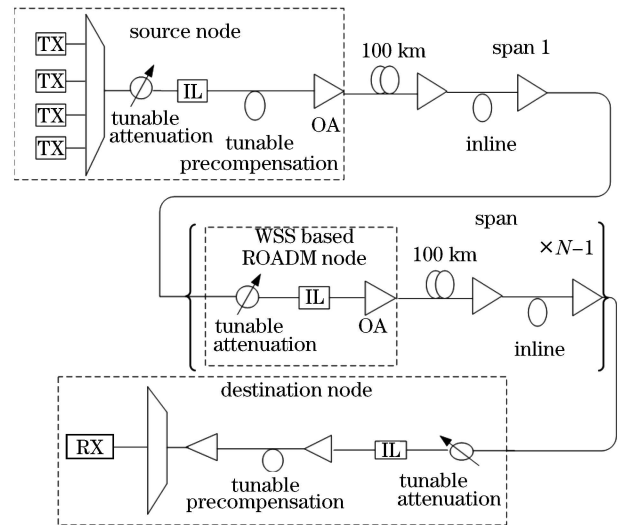 source node
TX
TX
TX
TX
tunable
attenuation
IL
tunable
precompensation
OA
100 km
span 1
inline
span
WSS based
ROADM node
tunable
attenuation
IL
OA
100 km
×N−1
inline
destination node
RX
tunable
precompensation
IL
tunable
attenuation